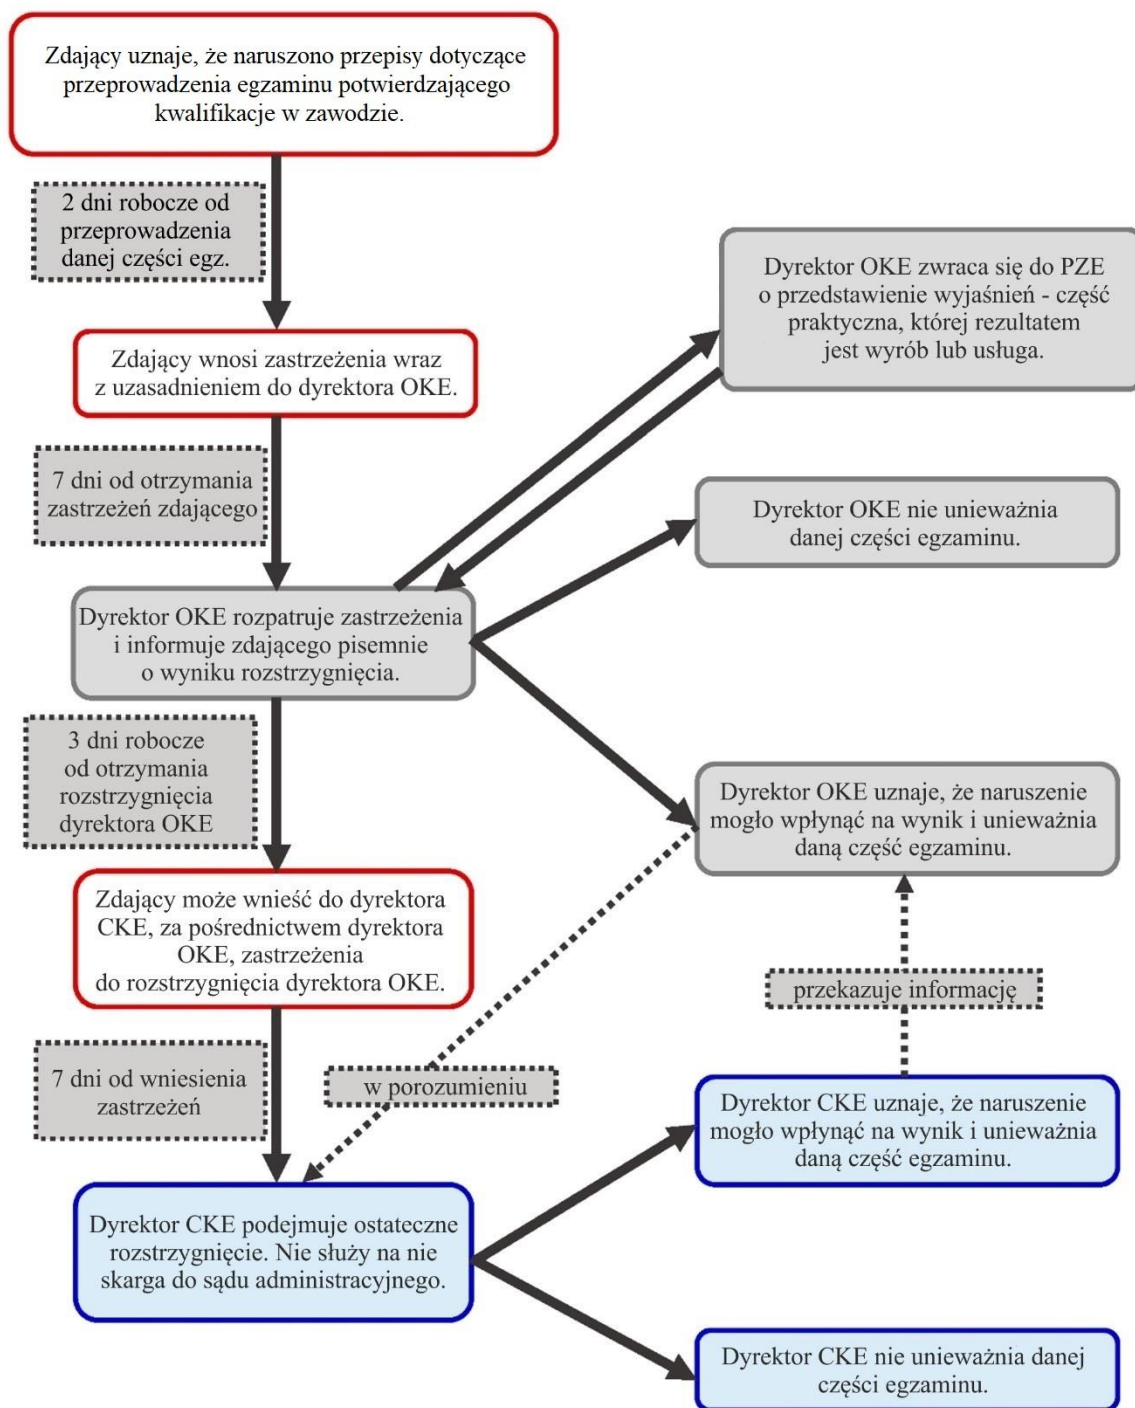 Zdający uznaje, że naruszono przepisy dotyczące
przeprowadzenia egzaminu potwierdzającego
kwalifikacje w zawodzie.
2 dni robocze od
przeprowadzenia
danej części egz.
Zdający wnosi zastrzeżenia wraz
z uzasadnieniem do dyrektora OKE.
7 dni od otrzymania
zastrzeżeń zdającego
Dyrektor OKE zwraca się do PZE
o przedstawienie wyjaśnień - część
praktyczna, której rezultatem
jest wyrób lub usługa.
Dyrektor OKE nie unieważnia
danej części egzaminu.
Dyrektor OKE rozpatruje zastrzeżenia
i informuje zdającego pisemnie
o wyniku rozstrzygnięcia.
3 dni robocze
od otrzymania
rozstrzygnięcia
dyrektora OKE
Dyrektor OKE uznaje, że naruszenie
mogło wpłynąć na wynik i unieważnia
daną część egzaminu.
Zdający może wnieść do dyrektora
CKE, za pośrednictwem dyrektora
OKE, zastrzeżenia
do rozstrzygnięcia dyrektora OKE.
przekazuje informację
7 dni od wniesienia
zastrzeżeń
w porozumieniu
Dyrektor CKE uznaje, że naruszenie
mogło wpłynąć na wynik i unieważnia
daną część egzaminu.
Dyrektor CKE podejmuje ostateczne
rozstrzygnięcie. Nie służy na nie
skarga do sądu administracyjnego.
Dyrektor CKE nie unieważnia danej
części egzaminu.